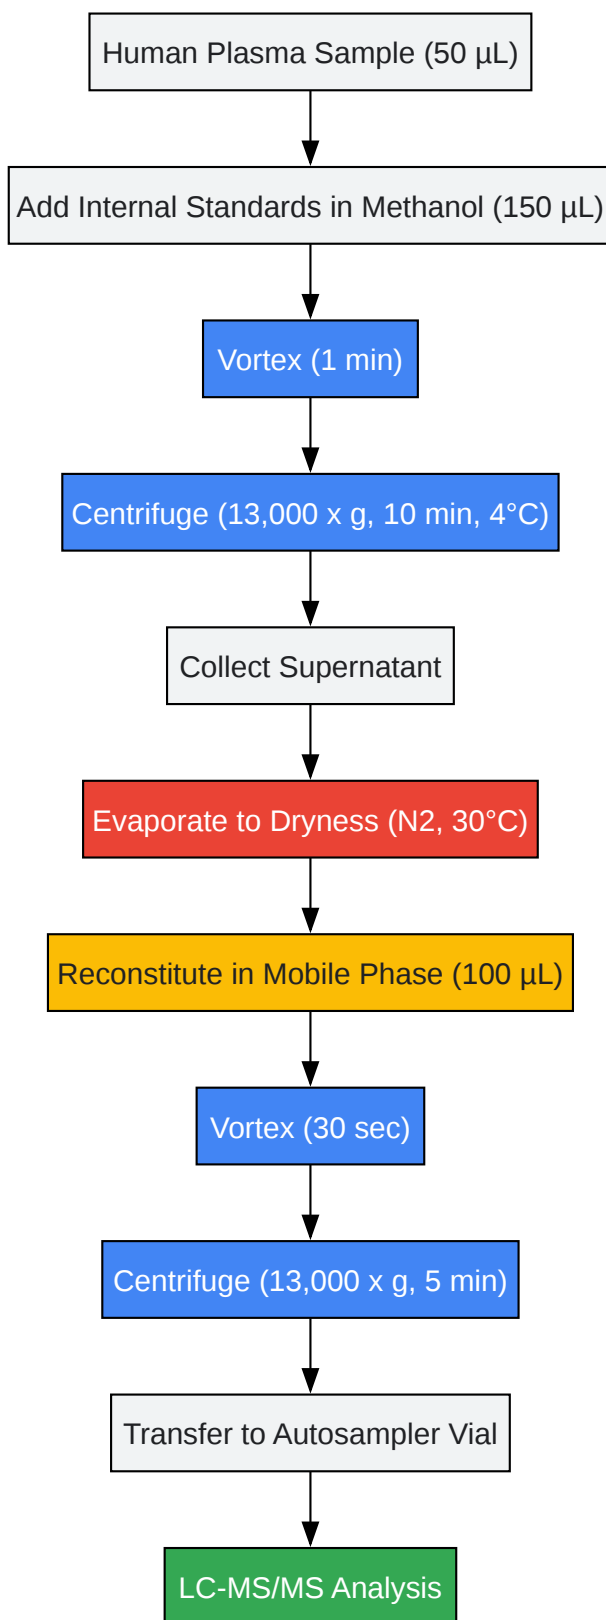 Human Plasma Sample (50 µL)
Add Internal Standards in Methanol (150 µL)
Vortex (1 min)
Centrifuge (13,000 x g, 10 min, 4°C)
Collect Supernatant
Evaporate to Dryness (N2, 30°C)
Reconstitute in Mobile Phase (100 µL)
Vortex (30 sec)
Centrifuge (13,000 x g, 5 min)
Transfer to Autosampler Vial
LC-MS/MS Analysis